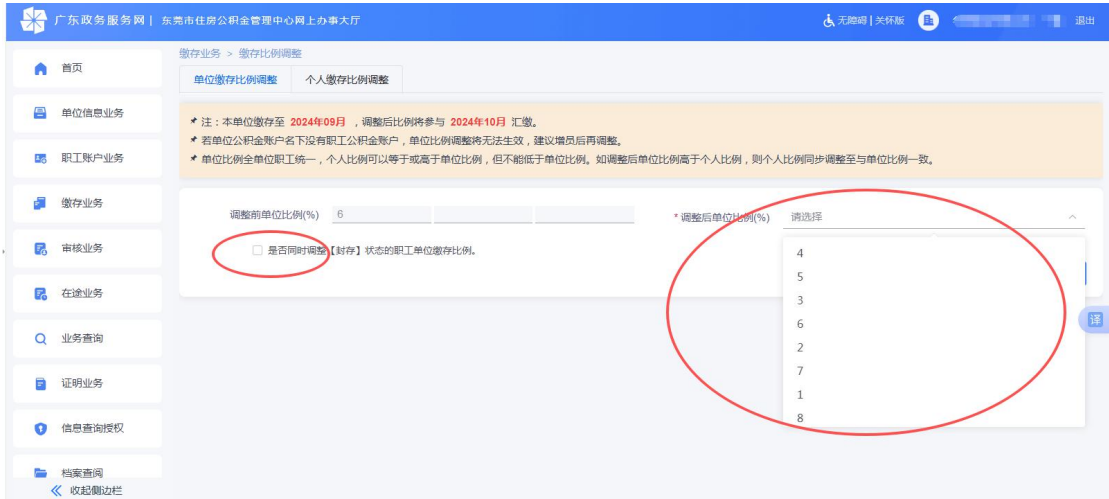 广东政务服务网 | 东莞市住房公积金管理中心网上办事大厅
无障碍 | 关怀版
退出
首页
单位信息业务
职工账户业务
缴存业务
审核业务
在途业务
业务查询
证明业务
信息查询授权
档案查阅
收起侧边栏
缴存业务 > 缴存比例调整
单位缴存比例调整 个人缴存比例调整
注：本单位缴存至 2024年09月 ，调整后比例将参与 2024年10月 汇缴。
若单位公积金账户名下没有职工公积金账户，单位比例调整将无法生效，建议增员后再调整。
单位比例全单位职工统一，个人比例可以等于或高于单位比例，但不能低于单位比例。如调整后单位比例高于个人比例，则个人比例同步调整至与单位比例一致。
调整前单位比例(%) 6
* 调整后单位比例(%) 请选择
是否同时调整【封存】状态的职工单位缴存比例。
4
5
3
6
2
7
1
8
译